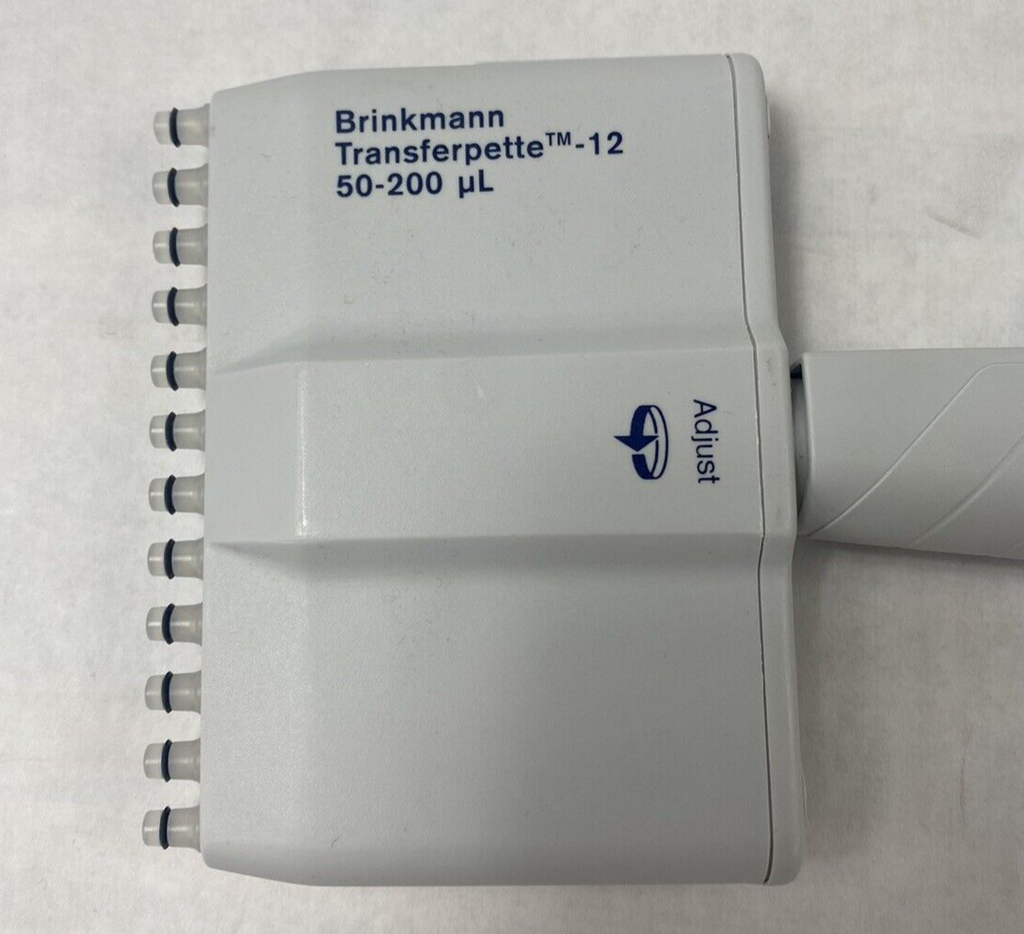 Brinkmann
Transferpette™-12
50-200 µL
Adjust